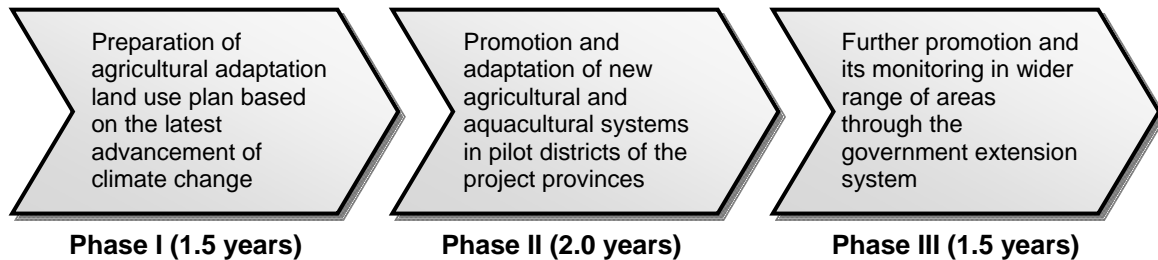 Preparation of
agricultural adaptation
land use plan based
on the latest
advancement of
climate change
Phase I (1.5 years)
Promotion and
adaptation of new
agricultural and
aquacultural systems
in pilot districts of the
project provinces
Phase II (2.0 years)
Further promotion and
its monitoring in wider
range of areas
through the
government extension
system
Phase III (1.5 years)